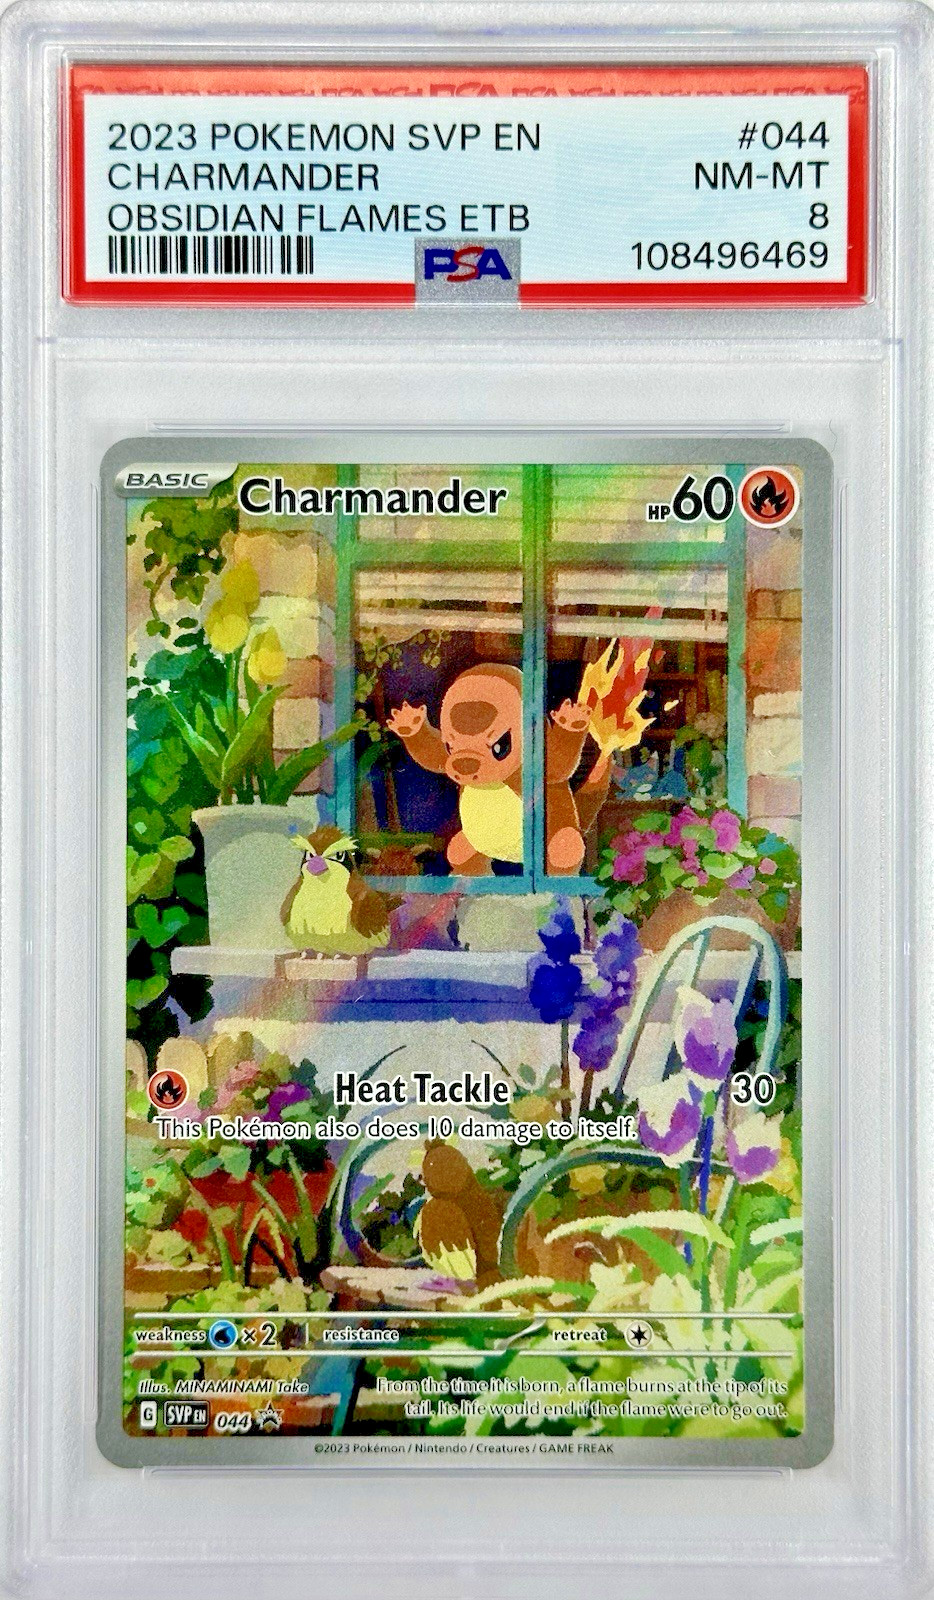 2023 POKEMON SVP EN #044
CHARMANDER NM-MT
OBSIDIAN FLAMES ETB 8
PSA 108496469
BASIC Charmander HP 60
Heat Tackle 30
This Pokémon also does 10 damage to itself.
weakness ×2 resistance retreat
Illus. MINAMINAMI Take
From the time it is born, a flame burns at the tip of its
tail. Its life would end if the flame were to go out.
G SVP EN 044
©2023 Pokémon / Nintendo / Creatures / GAME FREAK